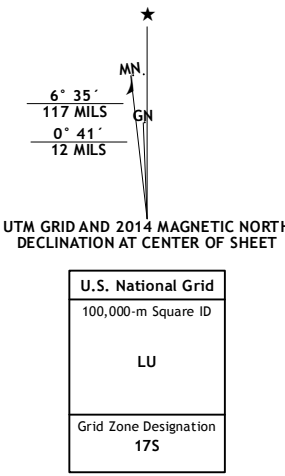 ★
MN.
6° 35´
117 MILS
GN
0° 41´
12 MILS
UTM GRID AND 2014 MAGNETIC NORTH
DECLINATION AT CENTER OF SHEET
U.S. National Grid
100,000-m Square ID
LU
Grid Zone Designation
17S